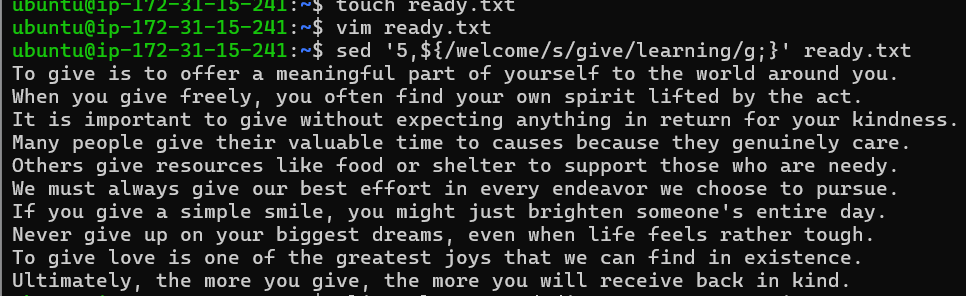 ubuntu@ip-172-31-15-241:~$ touch ready.txt
ubuntu@ip-172-31-15-241:~$ vim ready.txt
ubuntu@ip-172-31-15-241:~$ sed '5,${/welcome/s/give/learning/g;}' ready.txt
To give is to offer a meaningful part of yourself to the world around you.
When you give freely, you often find your own spirit lifted by the act.
It is important to give without expecting anything in return for your kindness.
Many people give their valuable time to causes because they genuinely care.
Others give resources like food or shelter to support those who are needy.
We must always give our best effort in every endeavor we choose to pursue.
If you give a simple smile, you might just brighten someone's entire day.
Never give up on your biggest dreams, even when life feels rather tough.
To give love is one of the greatest joys that we can find in existence.
Ultimately, the more you give, the more you will receive back in kind.